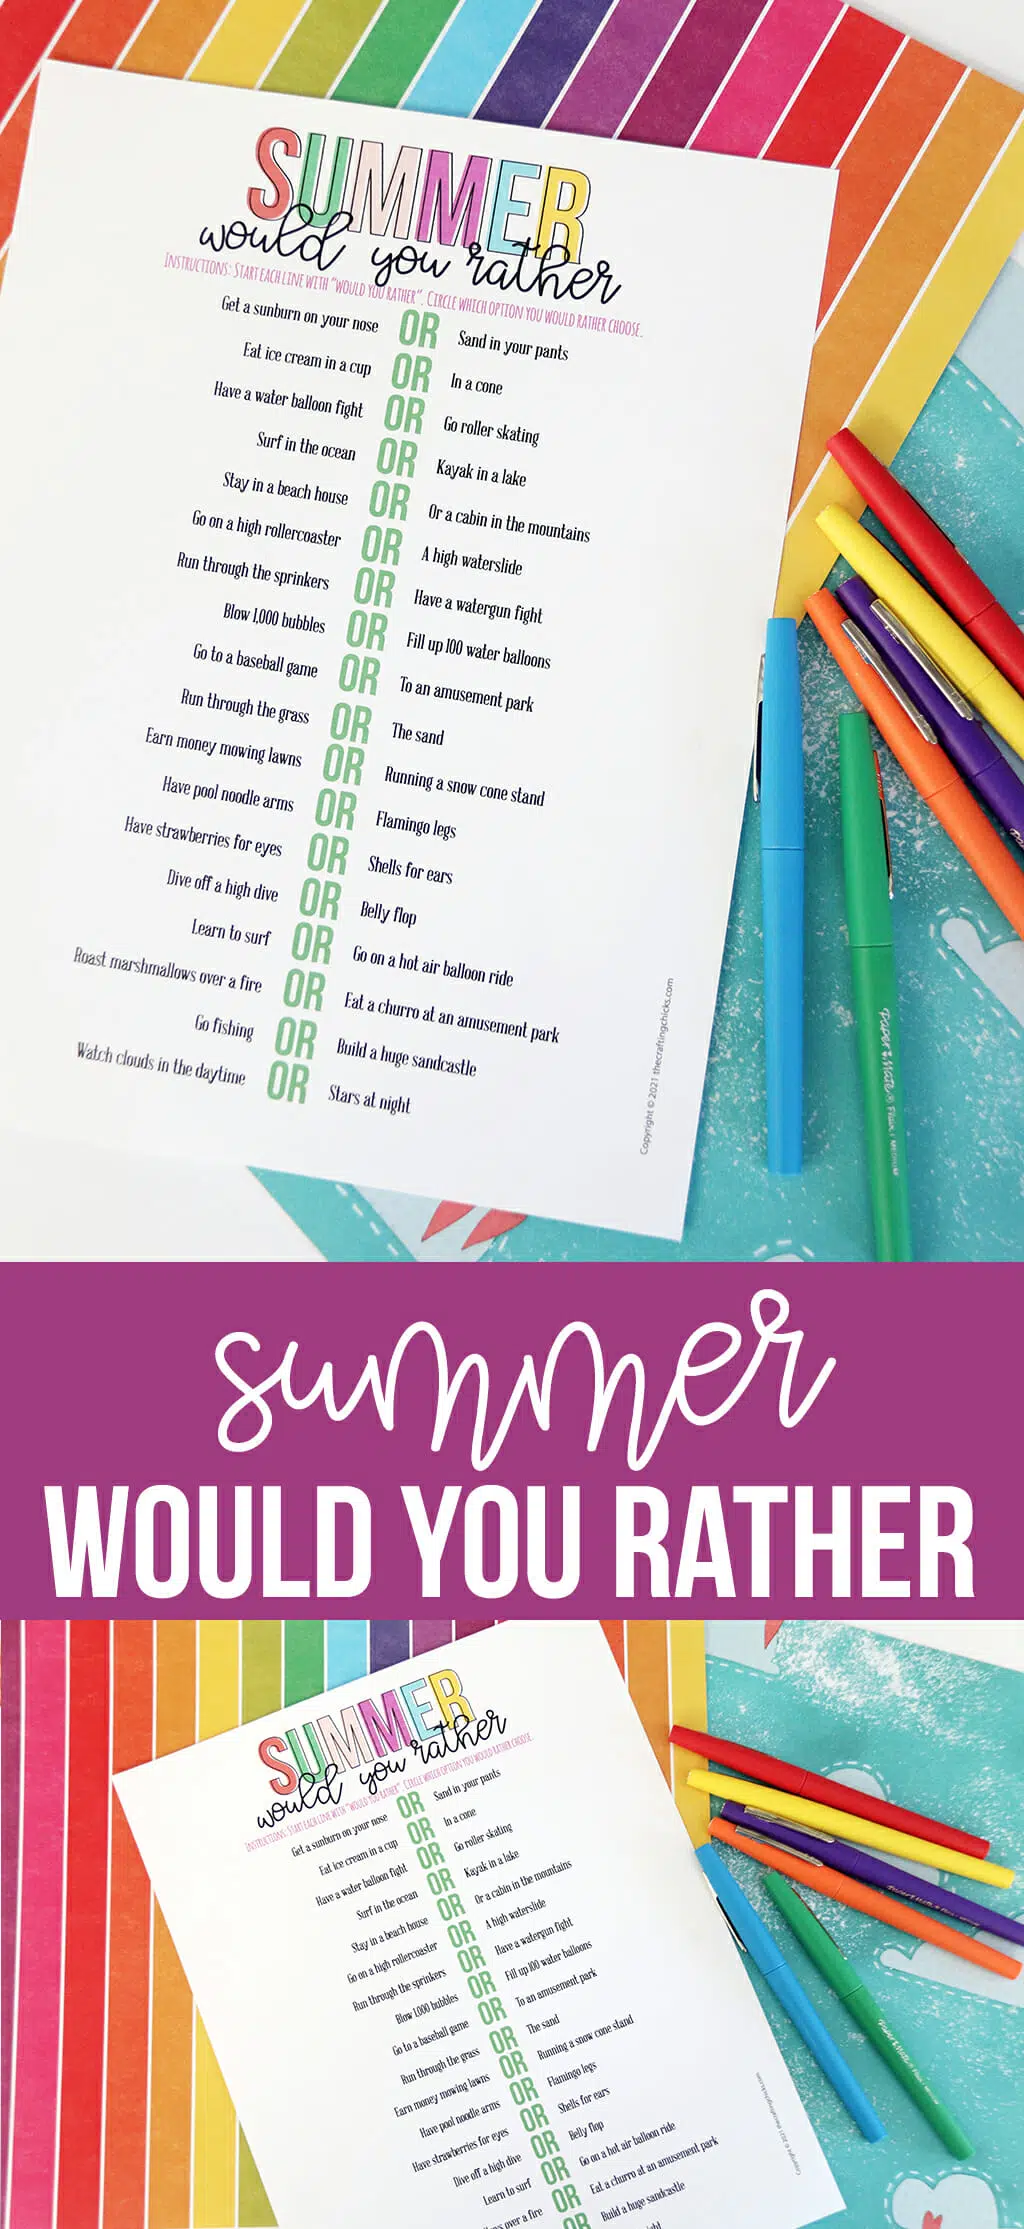 SUMMER
would you rather
INSTRUCTIONS: START EACH LINE WITH "WOULD YOU RATHER". CIRCLE WHICH OPTION YOU WOULD RATHER CHOOSE.
Get a sunburn on your nose OR Sand in your pants
Eat ice cream in a cup OR In a cone
Have a water balloon fight OR Go roller skating
Surf in the ocean OR Kayak in a lake
Stay in a beach house OR Or a cabin in the mountains
Go on a high rollercoaster OR A high waterslide
Run through the sprinkers OR Have a watergun fight
Blow 1,000 bubbles OR Fill up 100 water balloons
Go to a baseball game OR To an amusement park
Run through the grass OR The sand
Earn money mowing lawns OR Running a snow cone stand
Have pool noodle arms OR Flamingo legs
Have strawberries for eyes OR Shells for ears
Dive off a high dive OR Belly flop
Learn to surf OR Go on a hot air balloon ride
Roast marshmallows over a fire OR Eat a churro at an amusement park
Go fishing OR Build a huge sandcastle
Watch clouds in the daytime OR Stars at night
Copyright © 2021 thecraftingchicks.com
Paper Mate®
summer
WOULD YOU RATHER
SUMMER
would you rather
INSTRUCTIONS: START EACH LINE WITH "WOULD YOU RATHER". CIRCLE WHICH OPTION YOU WOULD RATHER CHOOSE.
Get a sunburn on your nose OR Sand in your pants
Eat ice cream in a cup OR In a cone
Have a water balloon fight OR Go roller skating
Surf in the ocean OR Kayak in a lake
Stay in a beach house OR Or a cabin in the mountains
Go on a high rollercoaster OR A high waterslide
Run through the sprinkers OR Have a watergun fight
Blow 1,000 bubbles OR Fill up 100 water balloons
Go to a baseball game OR To an amusement park
Run through the grass OR The sand
Earn money mowing lawns OR Running a snow cone stand
Have pool noodle arms OR Flamingo legs
Have strawberries for eyes OR Shells for ears
Dive off a high dive OR Belly flop
Learn to surf OR Go on a hot air balloon ride
over a fire OR Eat a churro at an amusement park
OR Build a huge sandcastle
Copyright © 2021 thecraftingchicks.com